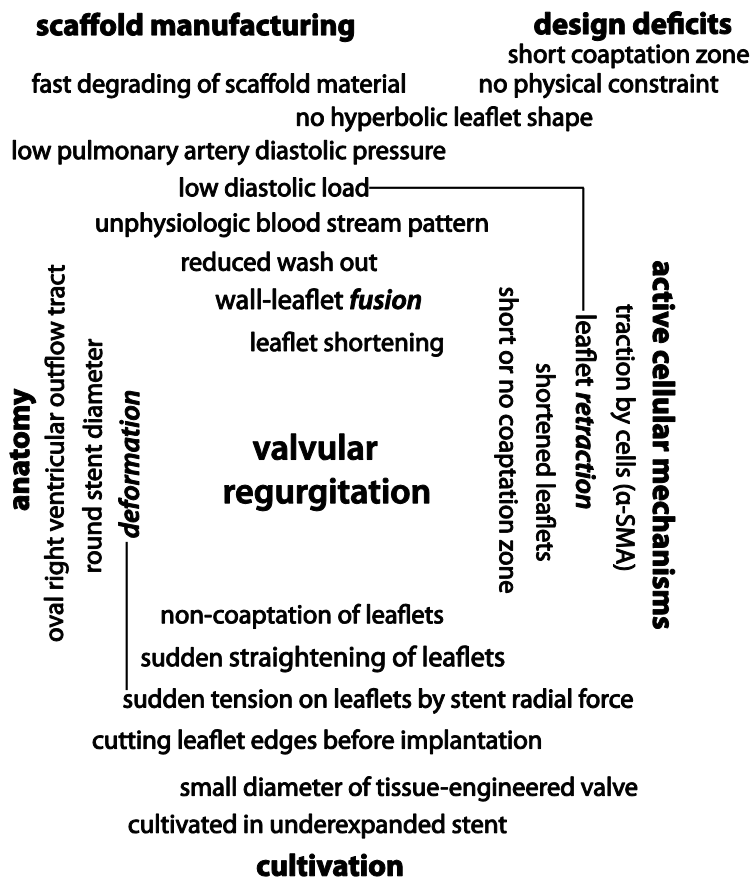 scaffold manufacturing
design deficits
short coaptation zone
fast degrading of scaffold material
no physical constraint
no hyperbolic leaflet shape
low pulmonary artery diastolic pressure
low diastolic load
unphysiologic blood stream pattern
reduced wash out
wall-leaflet fusion
leaflet shortening
anatomy
oval right ventricular outflow tract
round stent diameter
deformation
valvular
regurgitation
short or no coaptation zone
shortened leaflets
leaflet retraction
traction by cells (α-SMA)
active cellular mechanisms
non-coaptation of leaflets
sudden straightening of leaflets
sudden tension on leaflets by stent radial force
cutting leaflet edges before implantation
small diameter of tissue-engineered valve
cultivated in underexpanded stent
cultivation